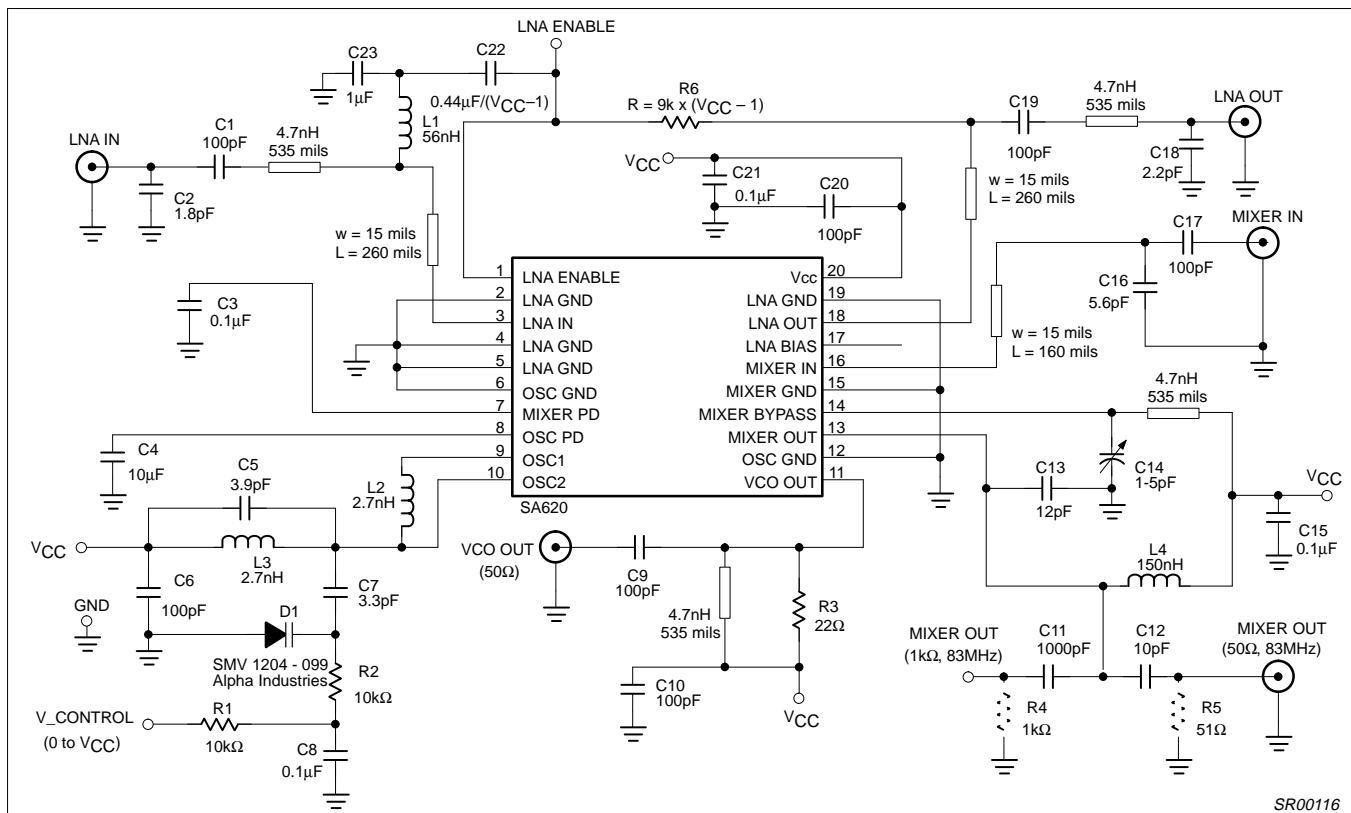 LNA ENABLE
C23
1µF
C22
0.44µF/(VCC–1)
L1
56nH
R6
R = 9k x (VCC – 1)
C19
100pF
4.7nH
535 mils
LNA OUT
C18
2.2pF
LNA IN
C1
100pF
4.7nH
535 mils
C2
1.8pF
VCC
C21
0.1µF
C20
100pF
w = 15 mils
L = 260 mils
w = 15 mils
L = 260 mils
MIXER IN
C17
100pF
C16
5.6pF
w = 15 mils
L = 160 mils
C3
0.1µF
1 LNA ENABLE Vcc 20
2 LNA GND LNA GND 19
3 LNA IN LNA OUT 18
4 LNA GND LNA BIAS 17
5 LNA GND MIXER IN 16
6 OSC GND MIXER GND 15
7 MIXER PD MIXER BYPASS 14
8 OSC PD MIXER OUT 13
9 OSC1 OSC GND 12
10 OSC2 VCO OUT 11
SA620
4.7nH
535 mils
C4
10µF
C5
3.9pF
L2
2.7nH
C13
12pF
C14
1-5pF
VCC
C15
0.1µF
VCC
L3
2.7nH
C6
100pF
C7
3.3pF
GND
D1
SMV 1204 - 099
Alpha Industries
R2
10kΩ
V_CONTROL
(0 to VCC)
R1
10kΩ
C8
0.1µF
VCO OUT
(50Ω)
C9
100pF
4.7nH
535 mils
R3
22Ω
C10
100pF
VCC
L4
150nH
MIXER OUT
(1kΩ, 83MHz)
C11
1000pF
C12
10pF
MIXER OUT
(50Ω, 83MHz)
R4
1kΩ
R5
51Ω
SR00116